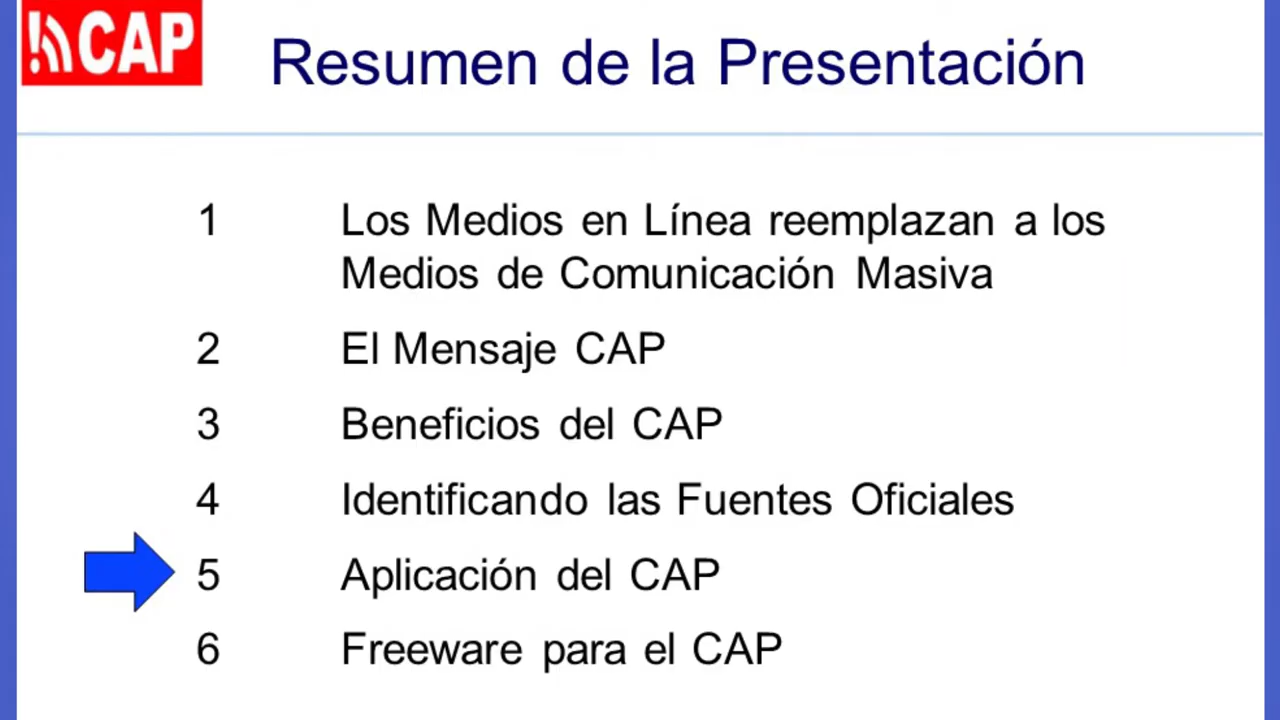 CAP
Resumen de la Presentación
1 Los Medios en Línea reemplazan a los
Medios de Comunicación Masiva
2 El Mensaje CAP
3 Beneficios del CAP
4 Identificando las Fuentes Oficiales
5 Aplicación del CAP
6 Freeware para el CAP